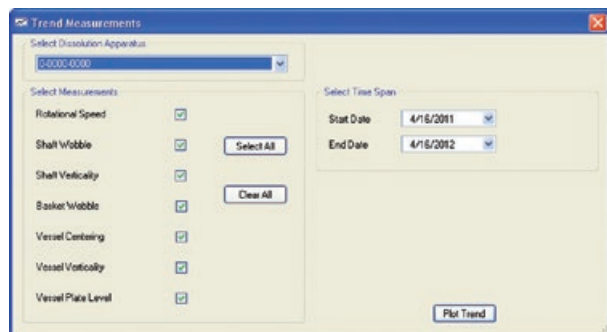 Trend Measurements
Select Dissolution Apparatus
0-0000-0000
Select Measurements
Rotational Speed
Shaft Wobble
Shaft Verticality
Basket Wobble
Vessel Centering
Vessel Verticality
Vessel Plate Level
Select All
Clear All
Select Time Span
Start Date 4/16/2011
End Date 4/16/2012
Plot Trend